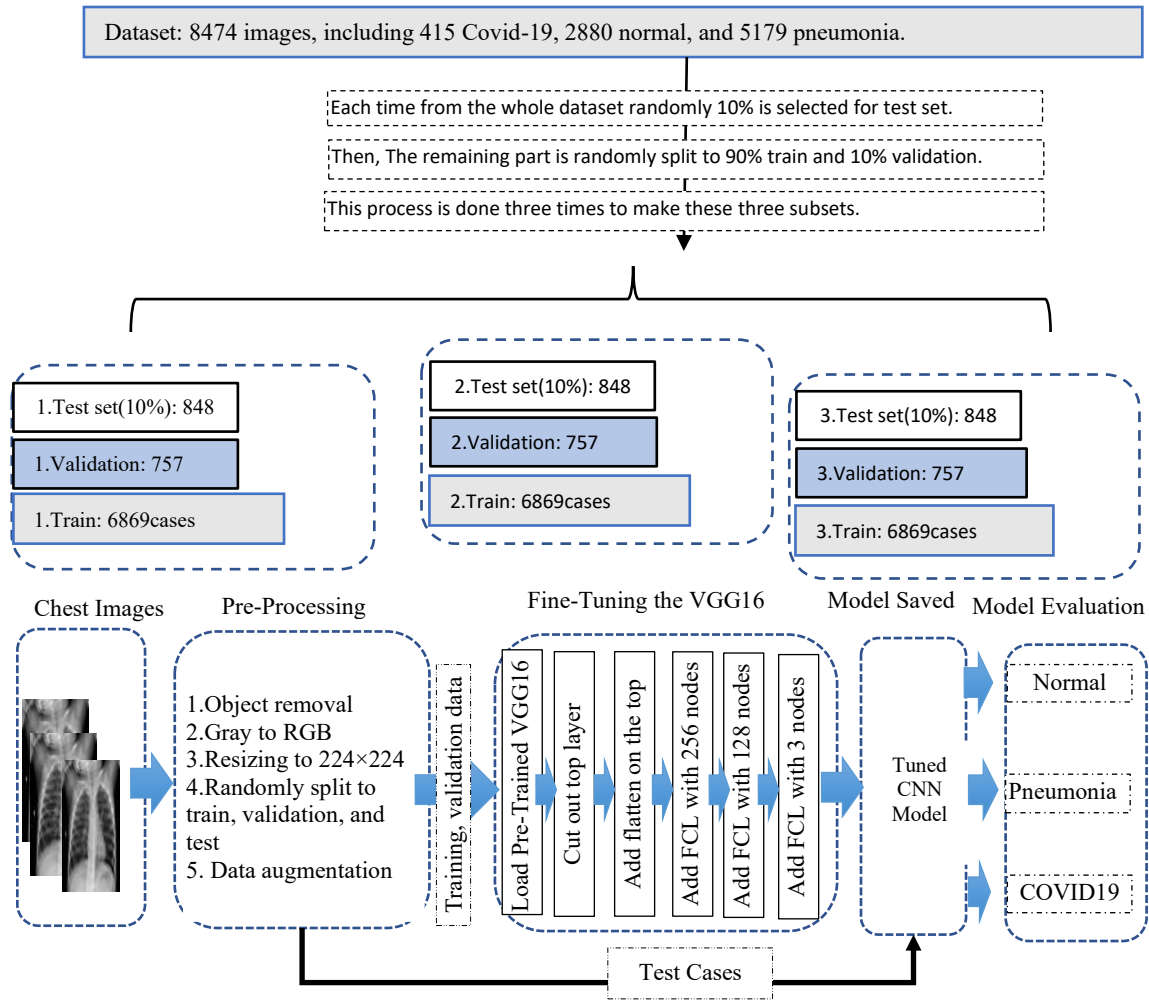 Dataset: 8474 images, including 415 Covid-19, 2880 normal, and 5179 pneumonia.
Each time from the whole dataset randomly 10% is selected for test set.
Then, The remaining part is randomly split to 90% train and 10% validation.
This process is done three times to make these three subsets.
1.Test set(10%): 848
1.Validation: 757
1.Train: 6869cases
2.Test set(10%): 848
2.Validation: 757
2.Train: 6869cases
3.Test set(10%): 848
3.Validation: 757
3.Train: 6869cases
Chest Images
Pre-Processing
1.Object removal
2.Gray to RGB
3.Resizing to 224×224
4.Randomly split to
train, validation, and
test
5. Data augmentation
Training, validation data
Fine-Tuning the VGG16
Load Pre-Trained VGG16
Cut out top layer
Add flatten on the top
Add FCL with 256 nodes
Add FCL with 128 nodes
Add FCL with 3 nodes
Model Saved
Tuned
CNN
Model
Model Evaluation
Normal
Pneumonia
COVID19
Test Cases